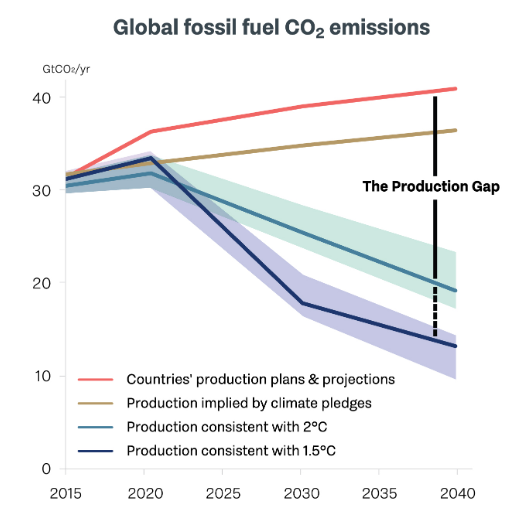 Global fossil fuel CO₂ emissions
GtCO₂/yr
40
The Production Gap
30
20
10
Countries' production plans & projections
Production implied by climate pledges
Production consistent with 2°C
Production consistent with 1.5°C
0
2015 2020 2025 2030 2035 2040